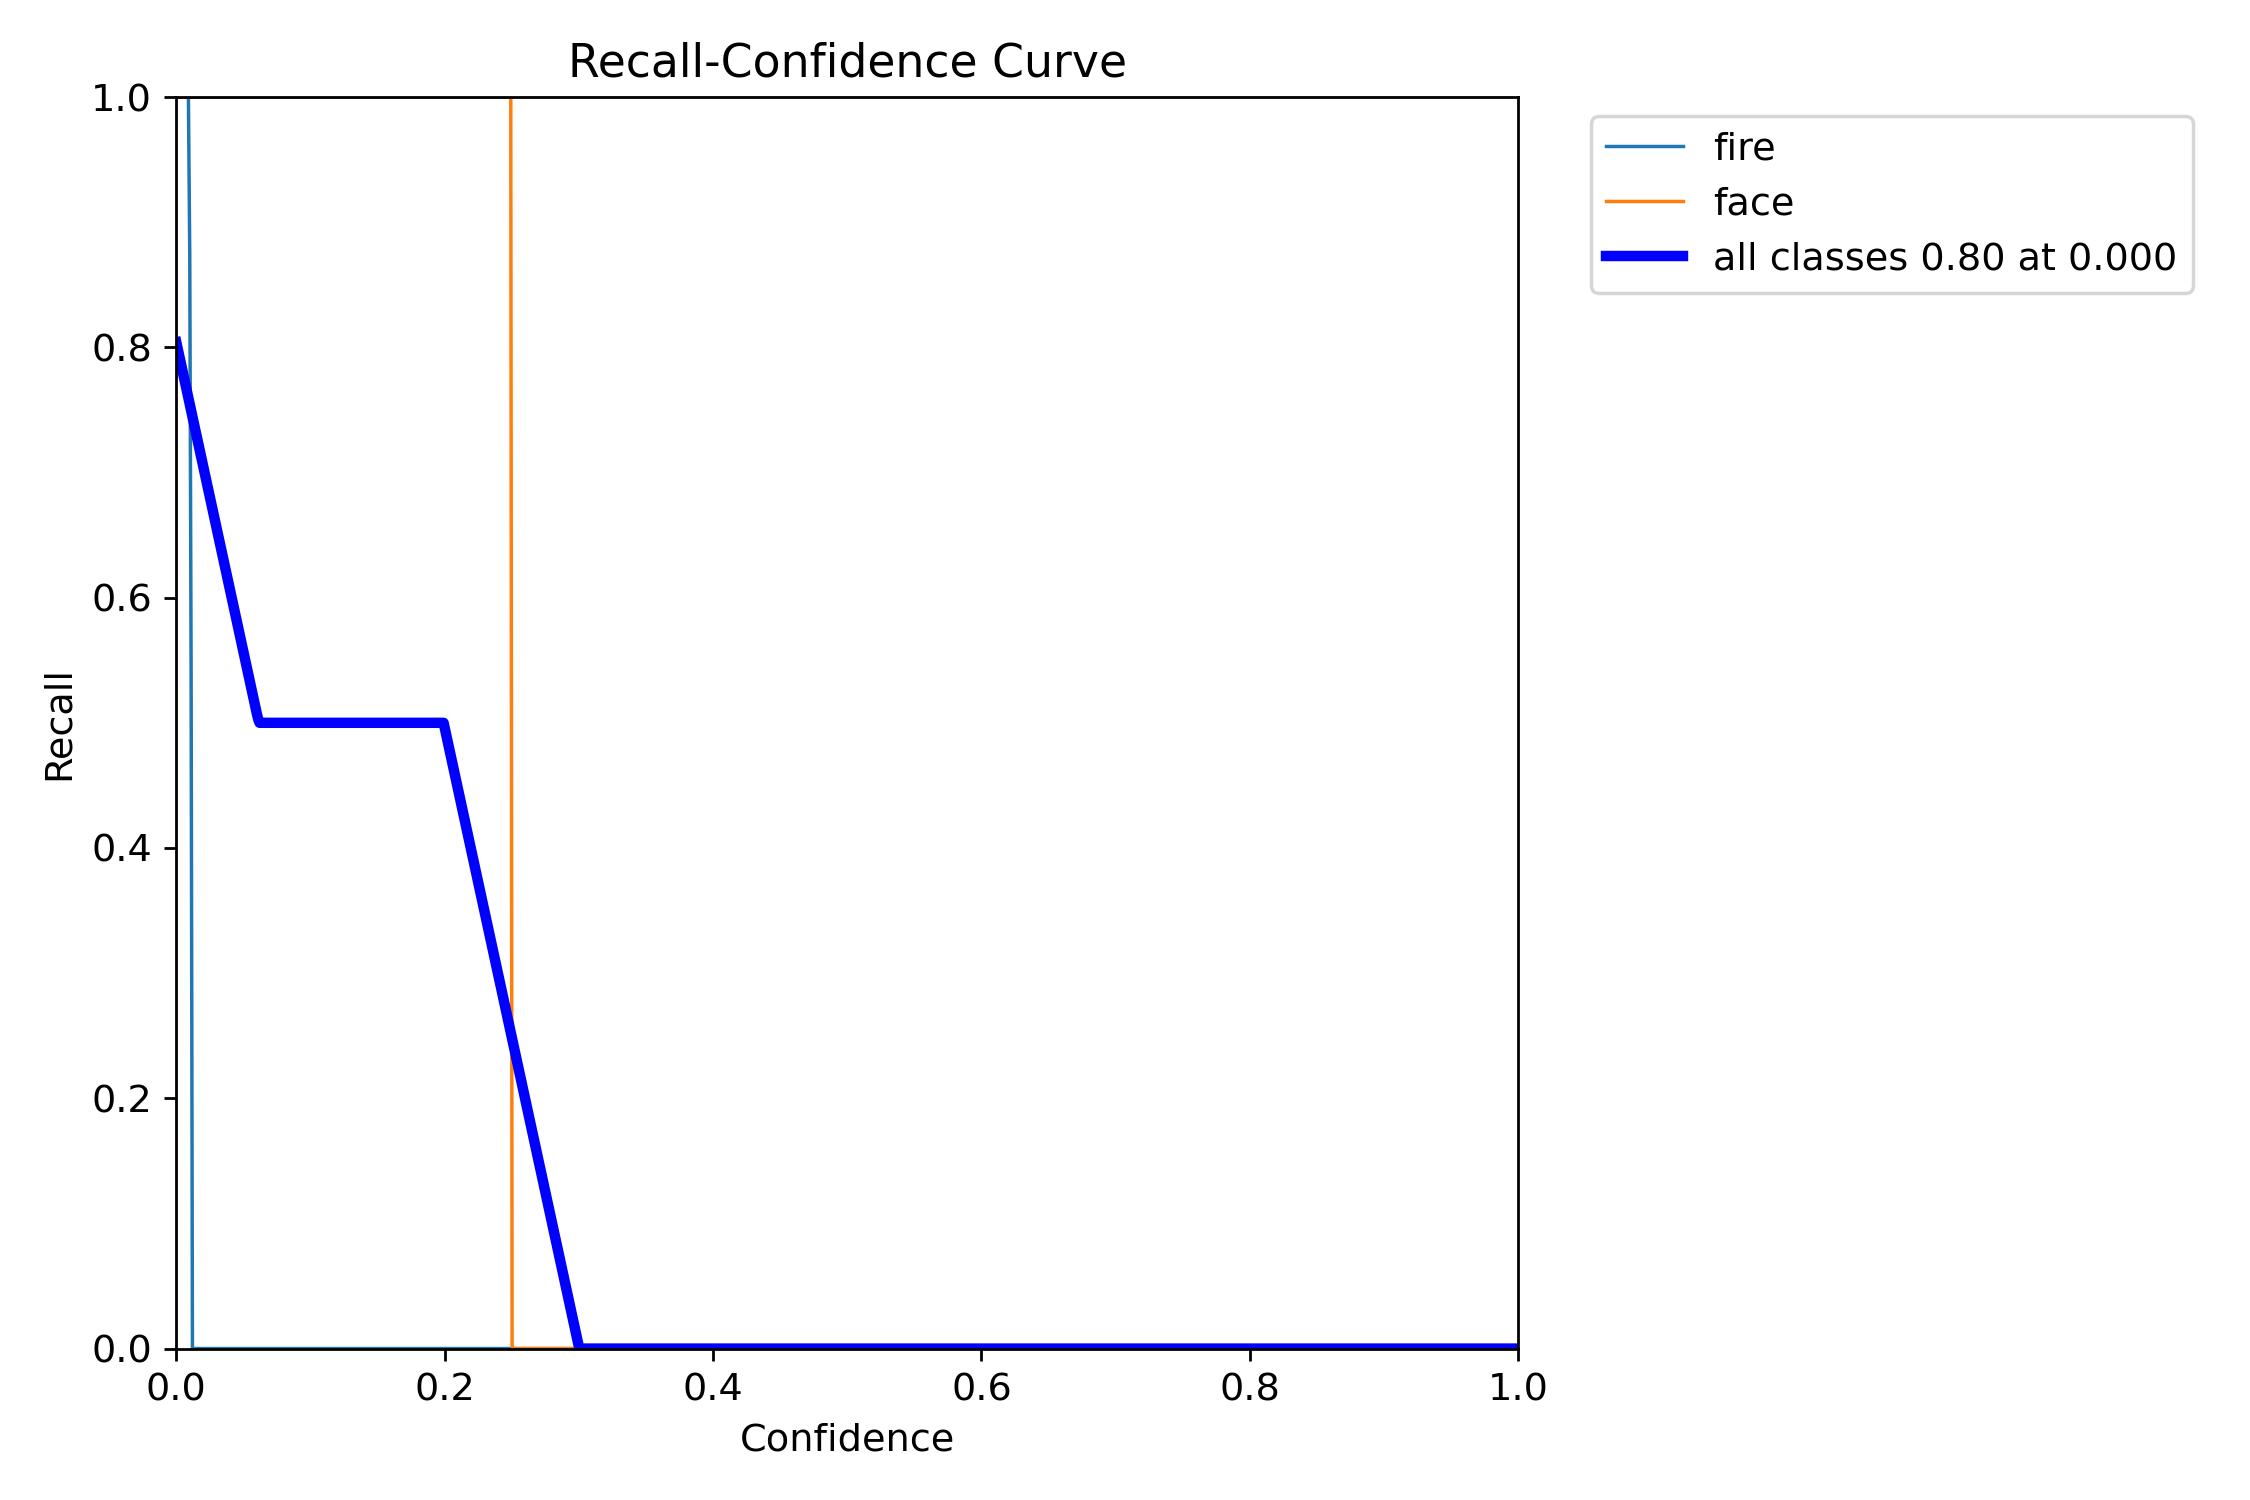 Recall-Confidence Curve
1.0
0.8
0.6
0.4
0.2
0.0
Recall
0.0 0.2 0.4 0.6 0.8 1.0
Confidence
fire
face
all classes 0.80 at 0.000